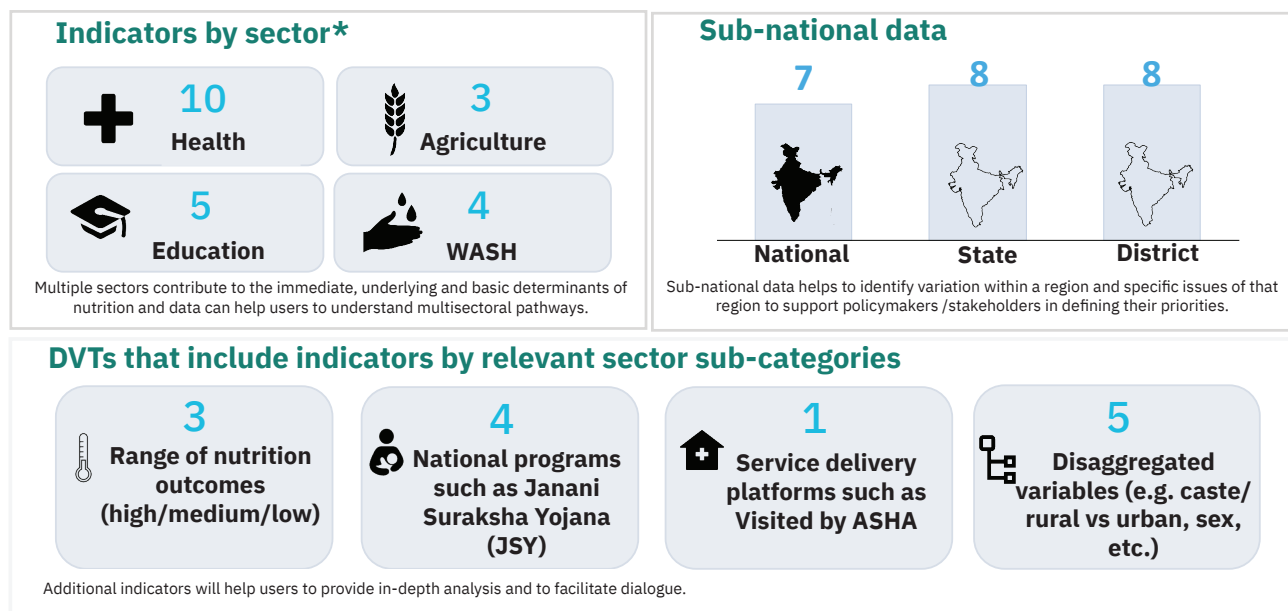 Indicators by sector*
10
Health
3
Agriculture
5
Education
4
WASH
Multiple sectors contribute to the immediate, underlying and basic determinants of
nutrition and data can help users to understand multisectoral pathways.
Sub-national data
7
8
8
National
State
District
Sub-national data helps to identify variation within a region and specific issues of that
region to support policymakers /stakeholders in defining their priorities.
DVTs that include indicators by relevant sector sub-categories
3
Range of nutrition
outcomes
(high/medium/low)
4
National programs
such as Janani
Suraksha Yojana
(JSY)
1
Service delivery
platforms such as
Visited by ASHA
5
Disaggregated
variables (e.g. caste/
rural vs urban, sex,
etc.)
Additional indicators will help users to provide in-depth analysis and to facilitate dialogue.